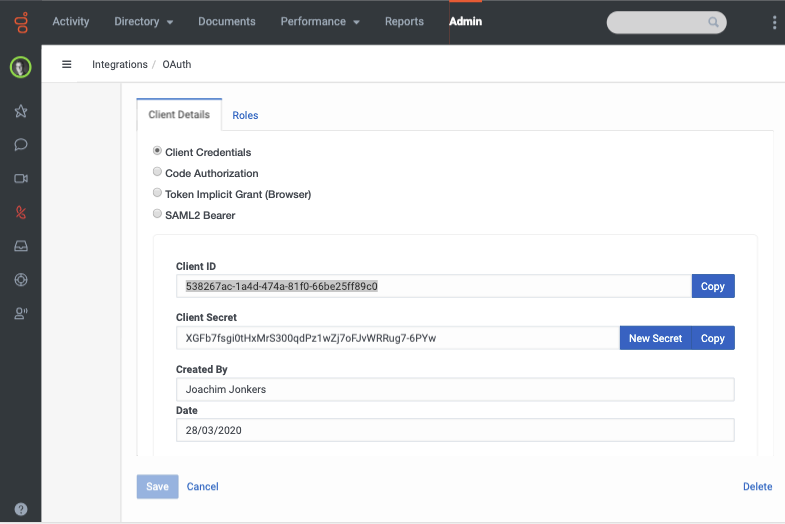 Activity Directory Documents Performance Reports Admin
Integrations / OAuth
Client Details Roles
Client Credentials
Code Authorization
Token Implicit Grant (Browser)
SAML2 Bearer
Client ID
538267ac-1a4d-474a-81f0-66be25ff89c0 Copy
Client Secret
XGFb7fsgi0tHxMrS300qdPz1wZj7oFJvWRRug7-6PYw New Secret Copy
Created By
Joachim Jonkers
Date
28/03/2020
Save Cancel Delete